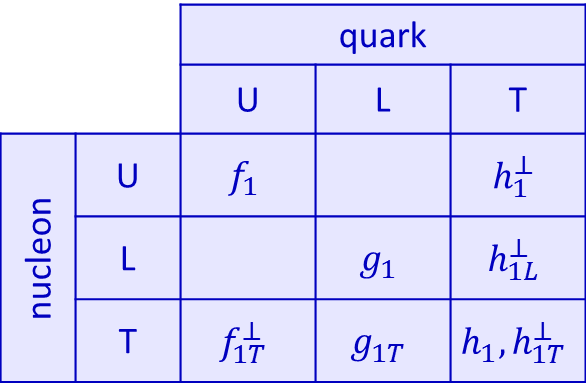 quark
U L T
nucleon
U f₁ h₁^⊥
L g₁ h₁L^⊥
T f₁T^⊥ g₁T h₁, h₁T^⊥